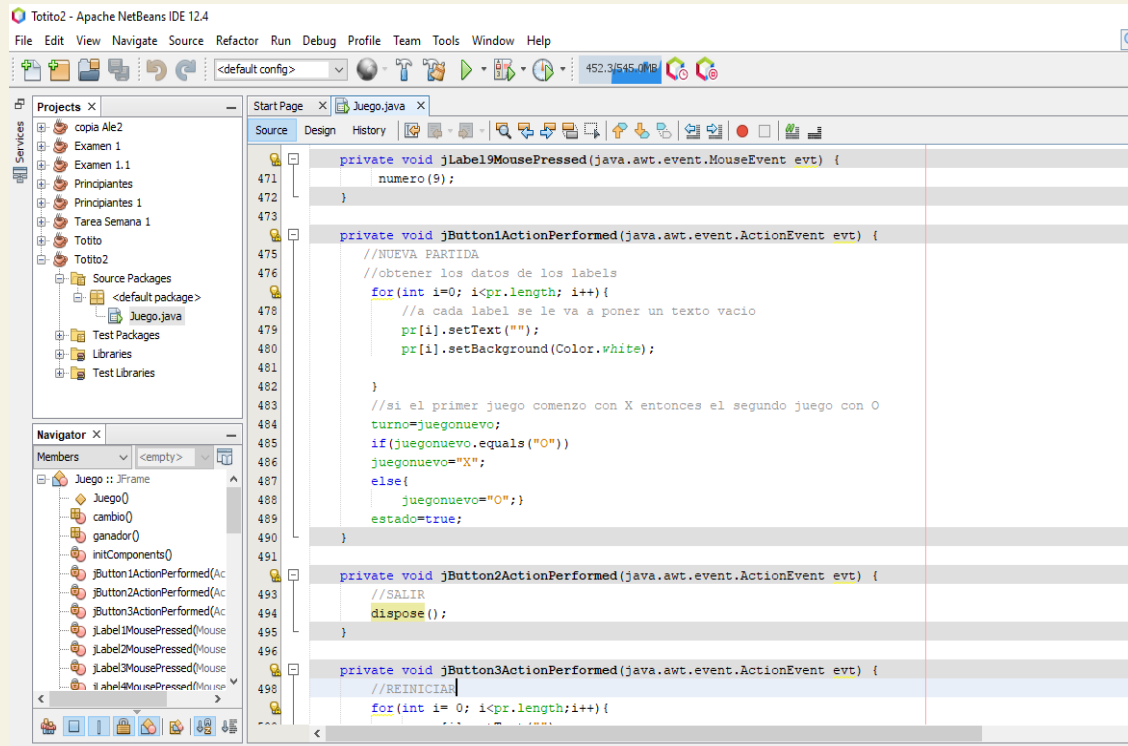 Totito2 - Apache NetBeans IDE 12.4
File Edit View Navigate Source Refactor Run Debug Profile Team Tools Window Help
<default config> 452.3/545.0MB
Services
Projects
copia Ale2
Examen 1
Examen 1.1
Principiantes
Principiantes 1
Tarea Semana 1
Totito
Totito2
Source Packages
<default package>
Juego.java
Test Packages
Libraries
Test Libraries
Navigator
Members <empty>
Juego :: JFrame
Juego()
cambio()
ganador()
initComponents()
jButton1ActionPerformed(Ac
jButton2ActionPerformed(Ac
jButton3ActionPerformed(Ac
jLabel1MousePressed(Mouse
jLabel2MousePressed(Mouse
jLabel3MousePressed(Mouse
jLabel4MousePressed(Mouse
Start Page Juego.java
Source Design History
private void jLabel9MousePressed(java.awt.event.MouseEvent evt) {
471 numero(9);
472 }
473
private void jButton1ActionPerformed(java.awt.event.ActionEvent evt) {
475 //NUEVA PARTIDA
476 //obtener los datos de los labels
for(int i=0; i<pr.length; i++){
478 //a cada label se le va a poner un texto vacio
479 pr[i].setText("");
480 pr[i].setBackground(Color.white);
481
482 }
483 //si el primer juego comenzo con X entonces el segundo juego con O
484 turno=juegonuevo;
485 if(juegonuevo.equals("O"))
486 juegonuevo="X";
487 else{
488 juegonuevo="O";}
489 estado=true;
490 }
491
private void jButton2ActionPerformed(java.awt.event.ActionEvent evt) {
493 //SALIR
494 dispose();
495 }
496
private void jButton3ActionPerformed(java.awt.event.ActionEvent evt) {
498 //REINICIAR
for(int i= 0; i<pr.length;i++){